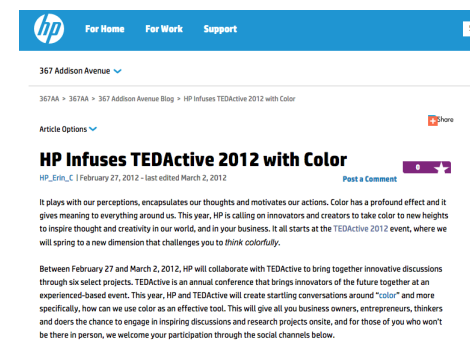 hp For Home For Work Support
367 Addison Avenue
367AA > 367AA > 367 Addison Avenue Blog > HP Infuses TEDActive 2012 with Color
Share
Article Options
HP Infuses TEDActive 2012 with Color
0
HP_Erin_C | February 27, 2012 - last edited March 2, 2012 Post a Comment
It plays with our perceptions, encapsulates our thoughts and motivates our actions. Color has a profound effect and it
gives meaning to everything around us. This year, HP is calling on innovators and creators to take color to new heights
to inspire thought and creativity in our world, and in your business. It all starts at the TEDActive 2012 event, where we
will spring to a new dimension that challenges you to think colorfully.
Between February 27 and March 2, 2012, HP will collaborate with TEDActive to bring together innovative discussions
through six select projects. TEDActive is an annual conference that brings innovators of the future together at an
experienced-based event. This year, HP and TEDActive will create startling conversations around “color” and more
specifically, how can we use color as an effective tool. This will give all you business owners, entrepreneurs, thinkers
and doers the chance to engage in inspiring discussions and research projects onsite, and for those of you who won't
be there in person, we welcome your participation through the social channels below.